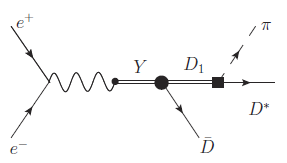 e+ π
Y D1
D*
e- D̄